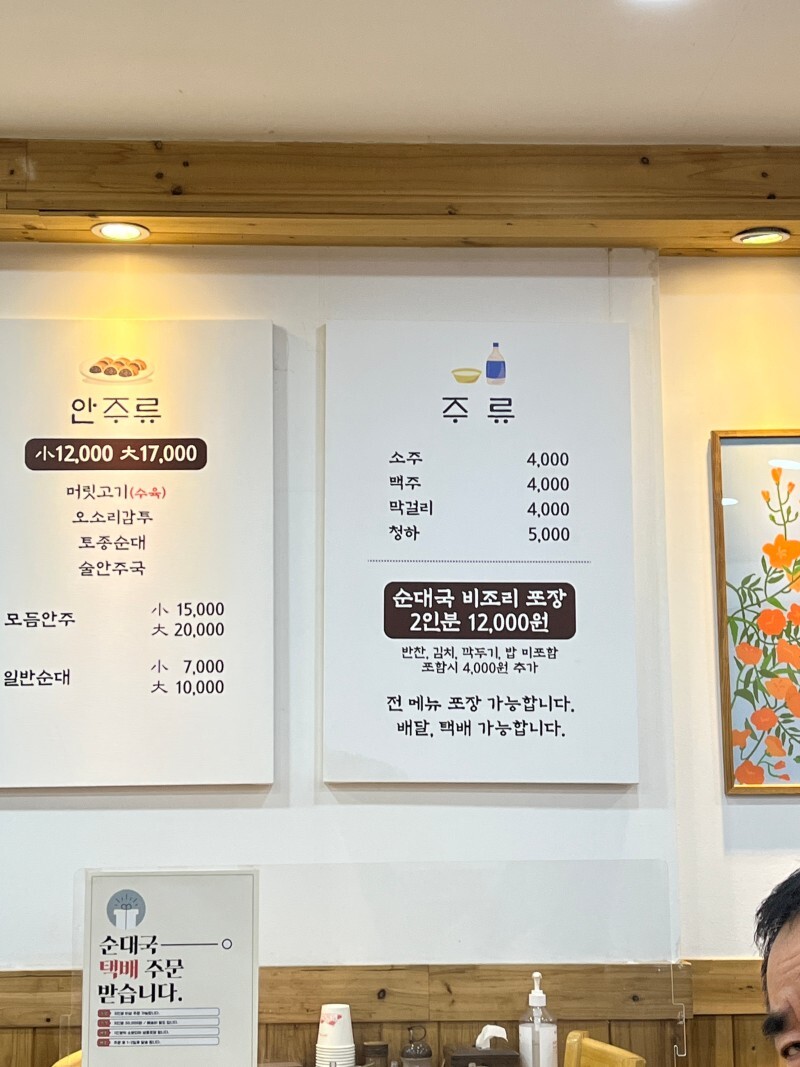 안주류
小12,000 大17,000
머릿고기(수육)
오소리감투
토종순대
술안주국
모듬안주 小 15,000
大 20,000
일반순대 小 7,000
大 10,000
주류
소주 4,000
맥주 4,000
막걸리 4,000
청하 5,000
순대국 비조리 포장
2인분 12,000원
반찬, 김치, 깍두기, 밥 미포함
포함시 4,000원 추가
전 메뉴 포장 가능합니다.
배달, 택배 가능합니다.
순대국
택배 주문
받습니다.